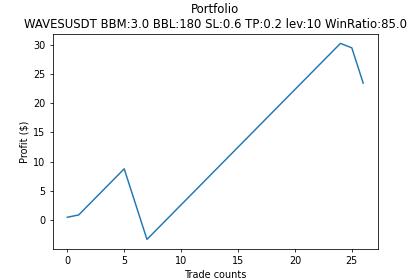 Portfolio
WAVESUSDT BBM:3.0 BBL:180 SL:0.6 TP:0.2 lev:10 WinRatio:85.0
30
25
20
15
10
5
0
Profit ($)
0 5 10 15 20 25
Trade counts